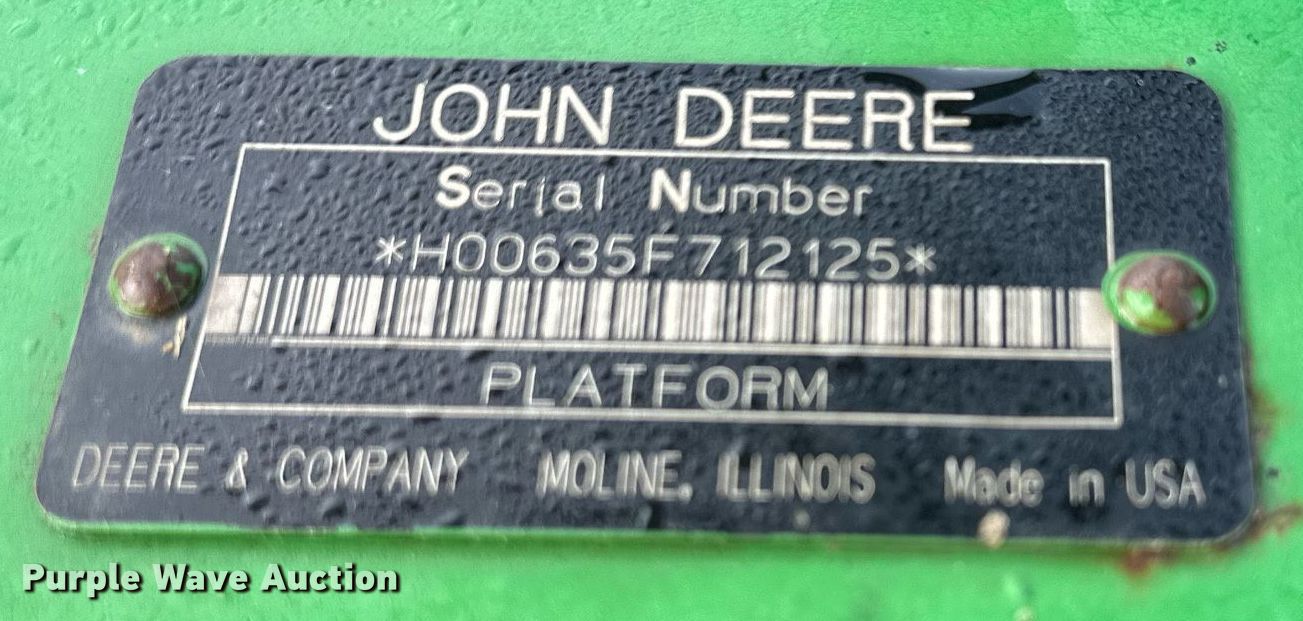 JOHN DEERE
Serial Number
*H00635F712125*
PLATFORM
DEERE & COMPANY MOLINE, ILLINOIS Made in USA
Purple Wave Auction